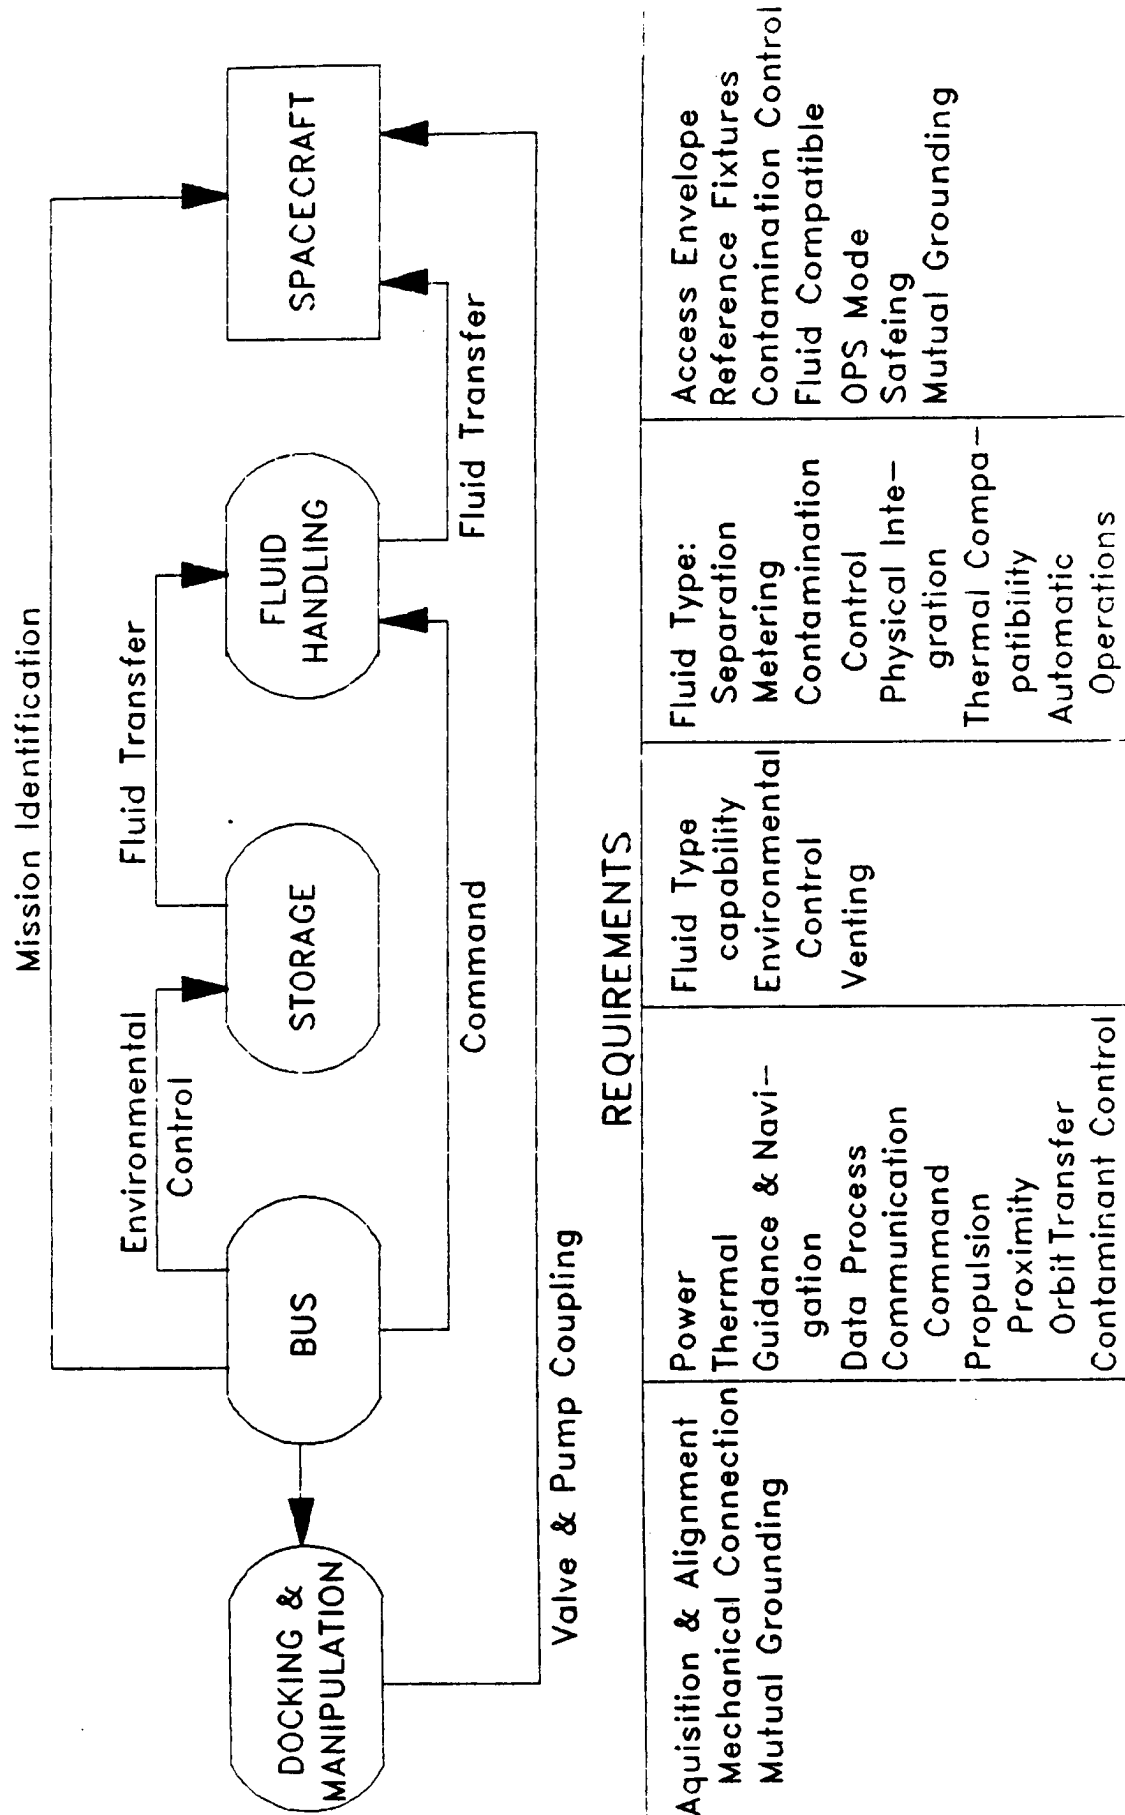 Mission Identification
Environmental
Control
Fluid Transfer
DOCKING &
MANIPULATION
BUS
STORAGE
FLUID
HANDLING
SPACECRAFT
Command
Fluid Transfer
Valve & Pump Coupling
REQUIREMENTS
Aquisition & Alignment
Mechanical Connection
Mutual Grounding
Power
Thermal
Guidance & Navi-
gation
Data Process
Communication
Command
Propulsion
Proximity
Orbit Transfer
Contaminant Control
Fluid Type
capability
Environmental
Control
Venting
Fluid Type:
Separation
Metering
Contamination
Control
Physical Inte-
gration
Thermal Compa-
patibility
Automatic
Operations
Access Envelope
Reference Fixtures
Contamination Control
Fluid Compatible
OPS Mode
Safeing
Mutual Grounding